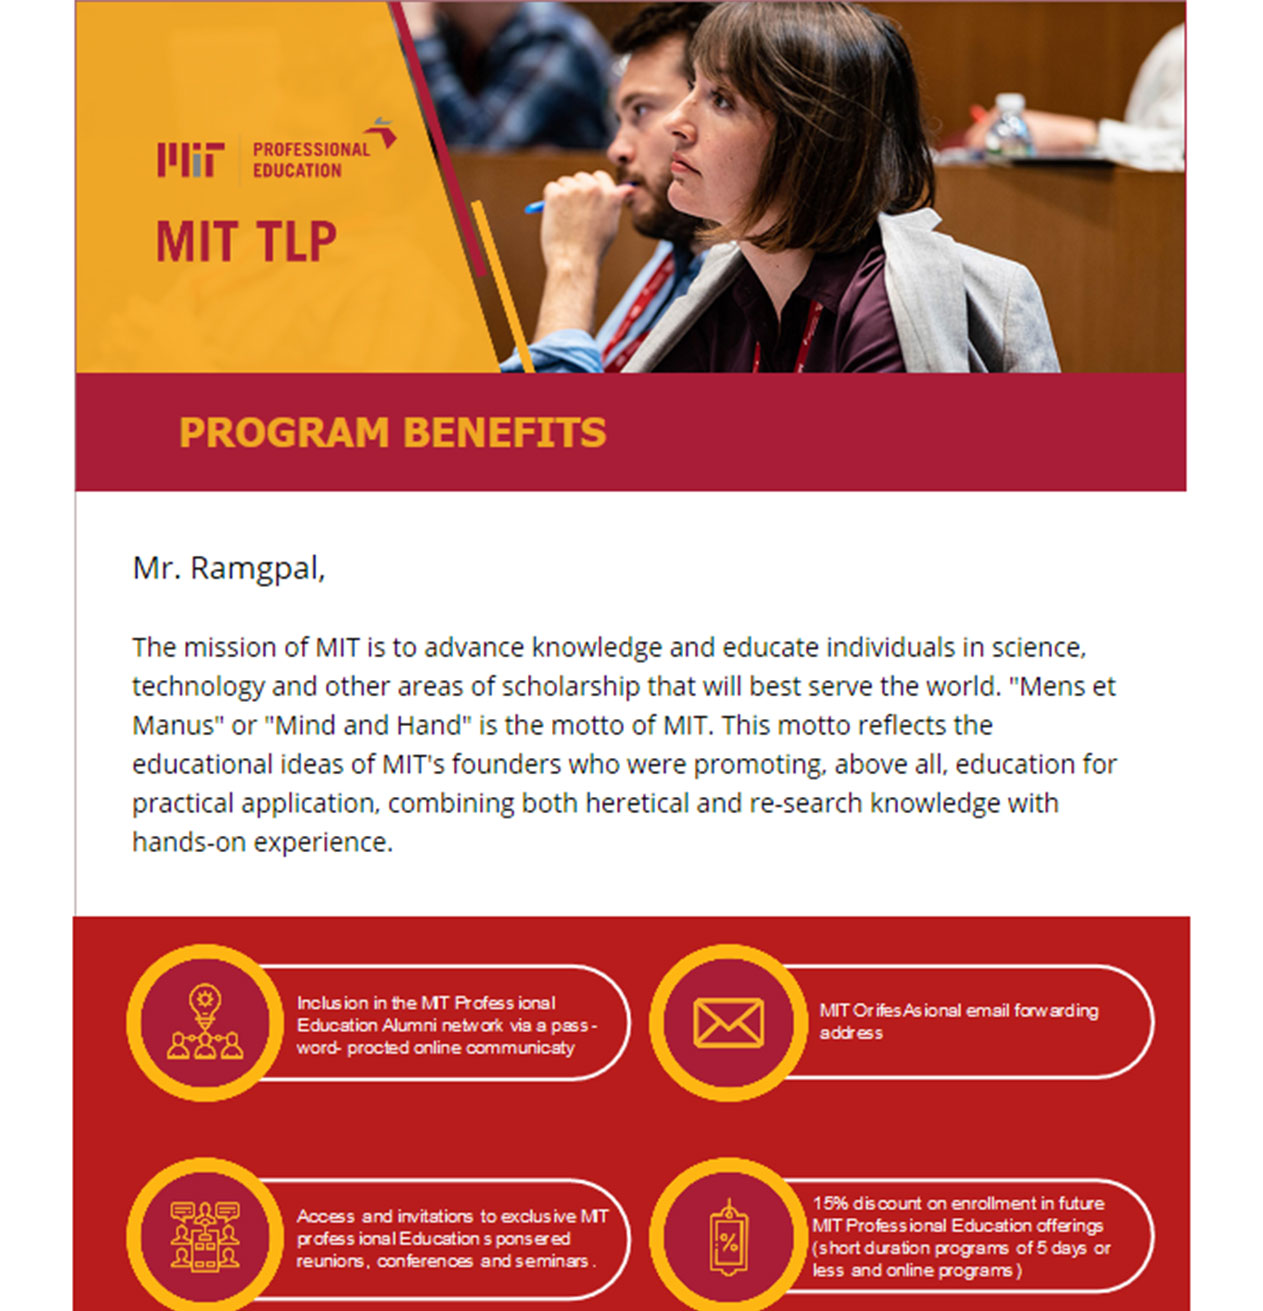 MIT
PROFESSIONAL
EDUCATION
MIT TLP
PROGRAM BENEFITS
Mr. Ramgpal,
The mission of MIT is to advance knowledge and educate individuals in science,
technology and other areas of scholarship that will best serve the world. "Mens et
Manus" or "Mind and Hand" is the motto of MIT. This motto reflects the
educational ideas of MIT's founders who were promoting, above all, education for
practical application, combining both heretical and re-search knowledge with
hands-on experience.
Inclusion in the MIT Professional
Education Alumni network via a pass-
word- procted online communicaty
MIT OrifesAsional email forwarding
address
Access and invitations to exclusive MIT
professional Education sponsered
reunions, conferences and seminars.
15% discount on enrollment in future
MIT Professional Education offerings
(short duration programs of 5 days or
less and online programs)
%